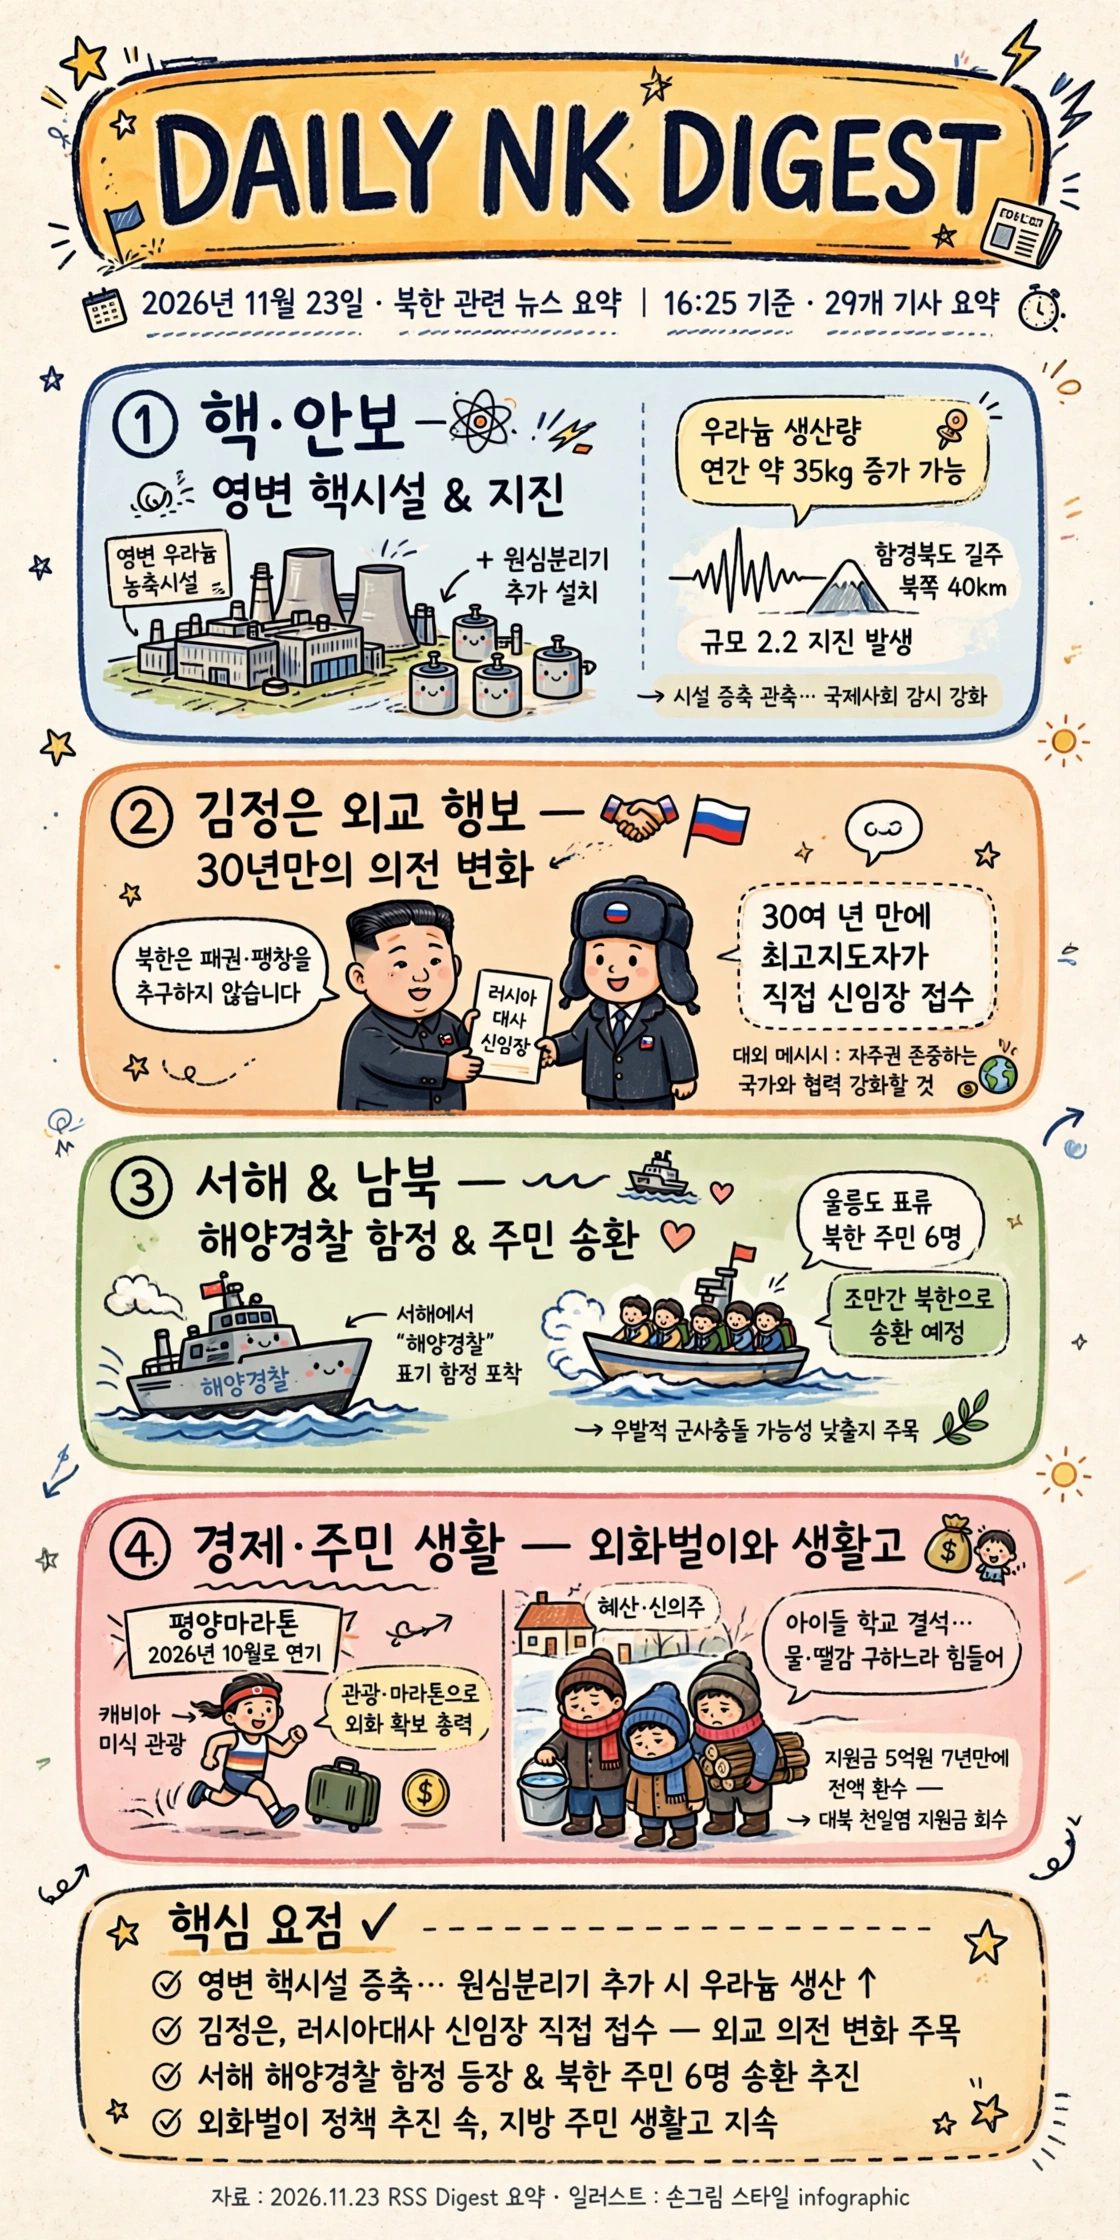 DAILY NK DIGEST
2026년 11월 23일 · 북한 관련 뉴스 요약 | 16:25 기준 · 29개 기사 요약
① 핵·안보 –
영변 핵시설 & 지진
영변 우라늄
농축시설
+ 원심분리기
추가 설치
우라늄 생산량
연간 약 35kg 증가 가능
함경북도 길주
북쪽 40km
규모 2.2 지진 발생
→ 시설 증축 관측… 국제사회 감시 강화
② 김정은 외교 행보 —
30년만의 의전 변화
북한은 패권·팽창을
추구하지 않습니다
러시아
대사
신임장
30여 년 만에
최고지도자가
직접 신임장 접수
대외 메시시 : 자주권 존중하는
국가와 협력 강화할 것
③ 서해 & 남북 —
해양경찰 함정 & 주민 송환
해양경찰
서해에서
“해양경찰”
표기 함정 포착
울릉도 표류
북한 주민 6명
조만간 북한으로
송환 예정
→ 우발적 군사충돌 가능성 낮출지 주목
④ 경제·주민 생활 — 외화벌이와 생활고
$
평양마라톤
2026년 10월로 연기
캐비아
미식 관광
관광·마라톤으로
외화 확보 총력
$
혜산·신의주
아이들 학교 결석…
물·땔감 구하느라 힘들어
지원금 5억원 7년만에
전액 환수 —
→ 대북 천일염 지원금 회수
핵심 요점 ✓
영변 핵시설 증축… 원심분리기 추가 시 우라늄 생산 ↑
김정은, 러시아대사 신임장 직접 접수 — 외교 의전 변화 주목
서해 해양경찰 함정 등장 & 북한 주민 6명 송환 추진
외화벌이 정책 추진 속, 지방 주민 생활고 지속
자료 : 2026.11.23 RSS Digest 요약 · 일러스트 : 손그림 스타일 infographic